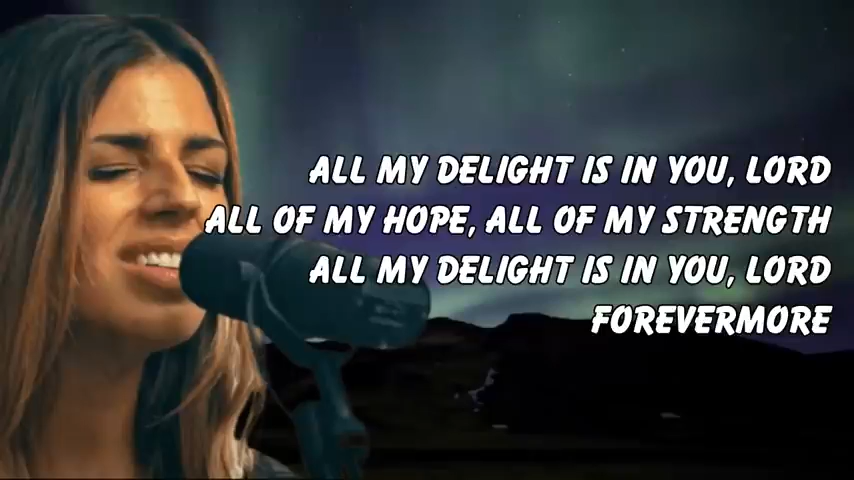 ALL MY DELIGHT IS IN YOU, LORD
ALL OF MY HOPE, ALL OF MY STRENGTH
ALL MY DELIGHT IS IN YOU, LORD
FOREVERMORE